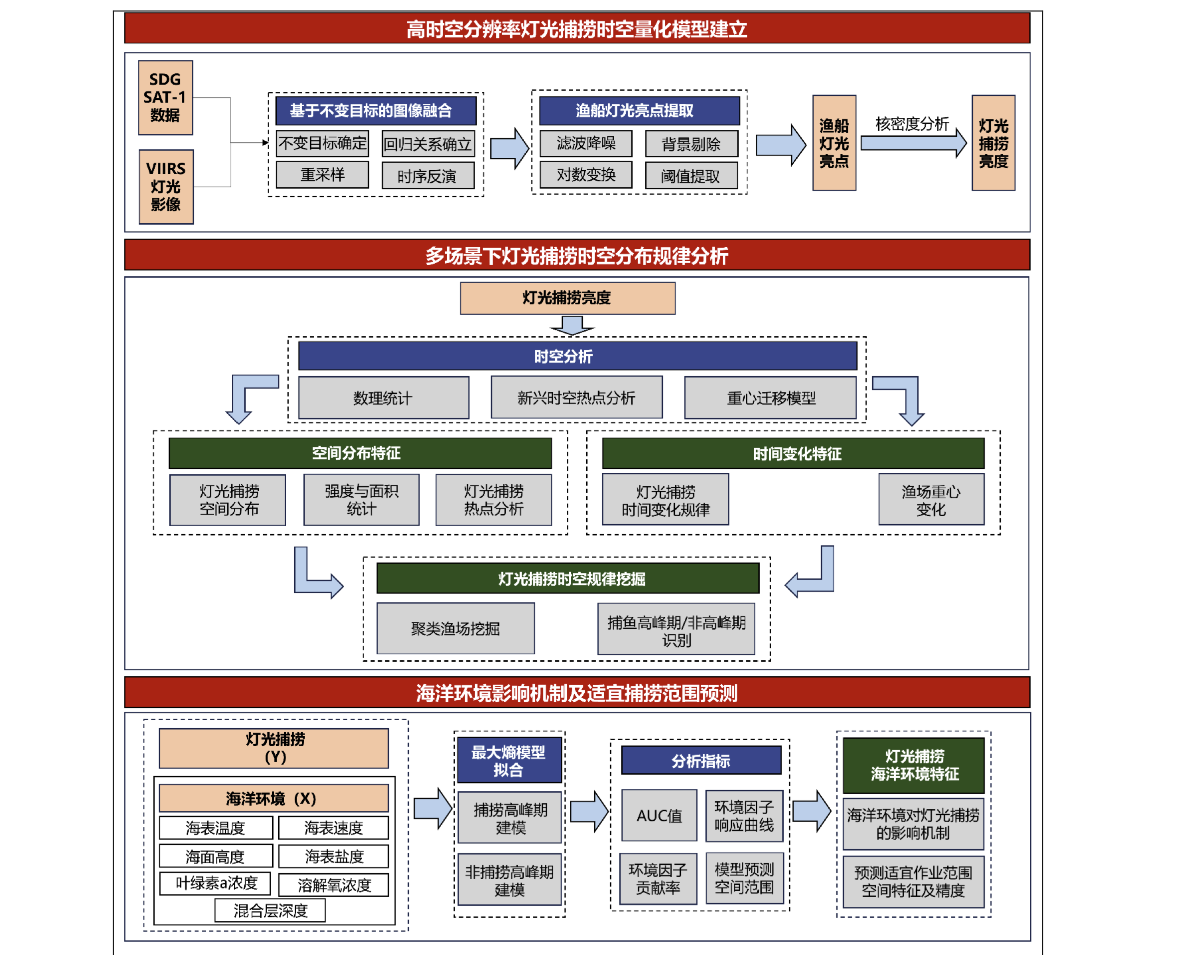 高时空分辨率灯光捕捞时空量化模型建立
SDG
SAT-1
数据
VIIRS
灯光
影像
基于不变目标的图像融合
不变目标确定
回归关系确立
重采样
时序反演
渔船灯光亮点提取
滤波降噪
背景剔除
对数变换
阈值提取
渔船
灯光
亮点
核密度分析
灯光
捕捞
亮度
多场景下灯光捕捞时空分布规律分析
灯光捕捞亮度
时空分析
数理统计
新兴时空热点分析
重心迁移模型
空间分布特征
灯光捕捞
空间分布
强度与面积
统计
灯光捕捞
热点分析
时间变化特征
灯光捕捞
时间变化规律
渔场重心
变化
灯光捕捞时空规律挖掘
聚类渔场挖掘
捕鱼高峰期/非高峰期
识别
海洋环境影响机制及适宜捕捞范围预测
灯光捕捞
(Y)
海洋环境（X）
海表温度
海表速度
海面高度
海表盐度
叶绿素a浓度
溶解氧浓度
混合层深度
最大熵模型
拟合
捕捞高峰期
建模
非捕捞高峰期
建模
分析指标
AUC值
环境因子
响应曲线
环境因子
贡献率
模型预测
空间范围
灯光捕捞
海洋环境特征
海洋环境对灯光捕捞
的影响机制
预测适宜作业范围
空间特征及精度